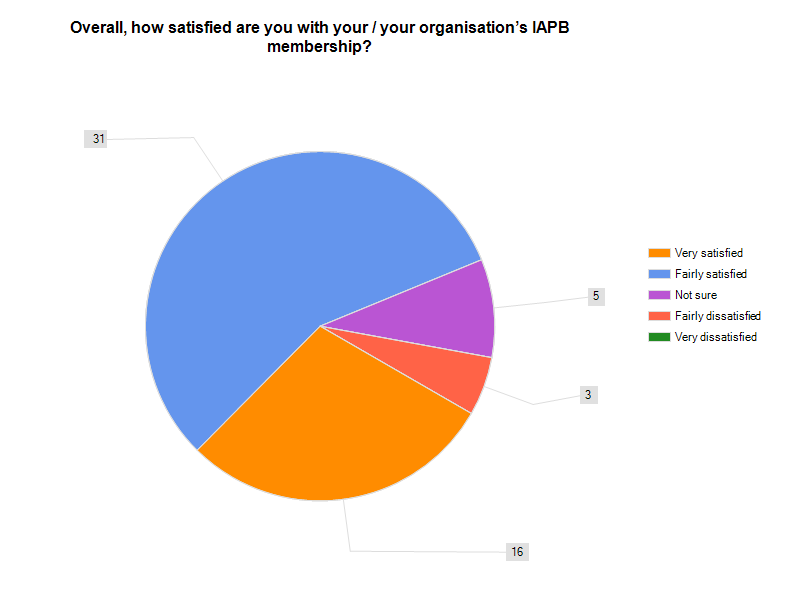 Overall, how satisfied are you with your / your organisation’s IAPB
membership?
31
5
3
16
Very satisfied
Fairly satisfied
Not sure
Fairly dissatisfied
Very dissatisfied